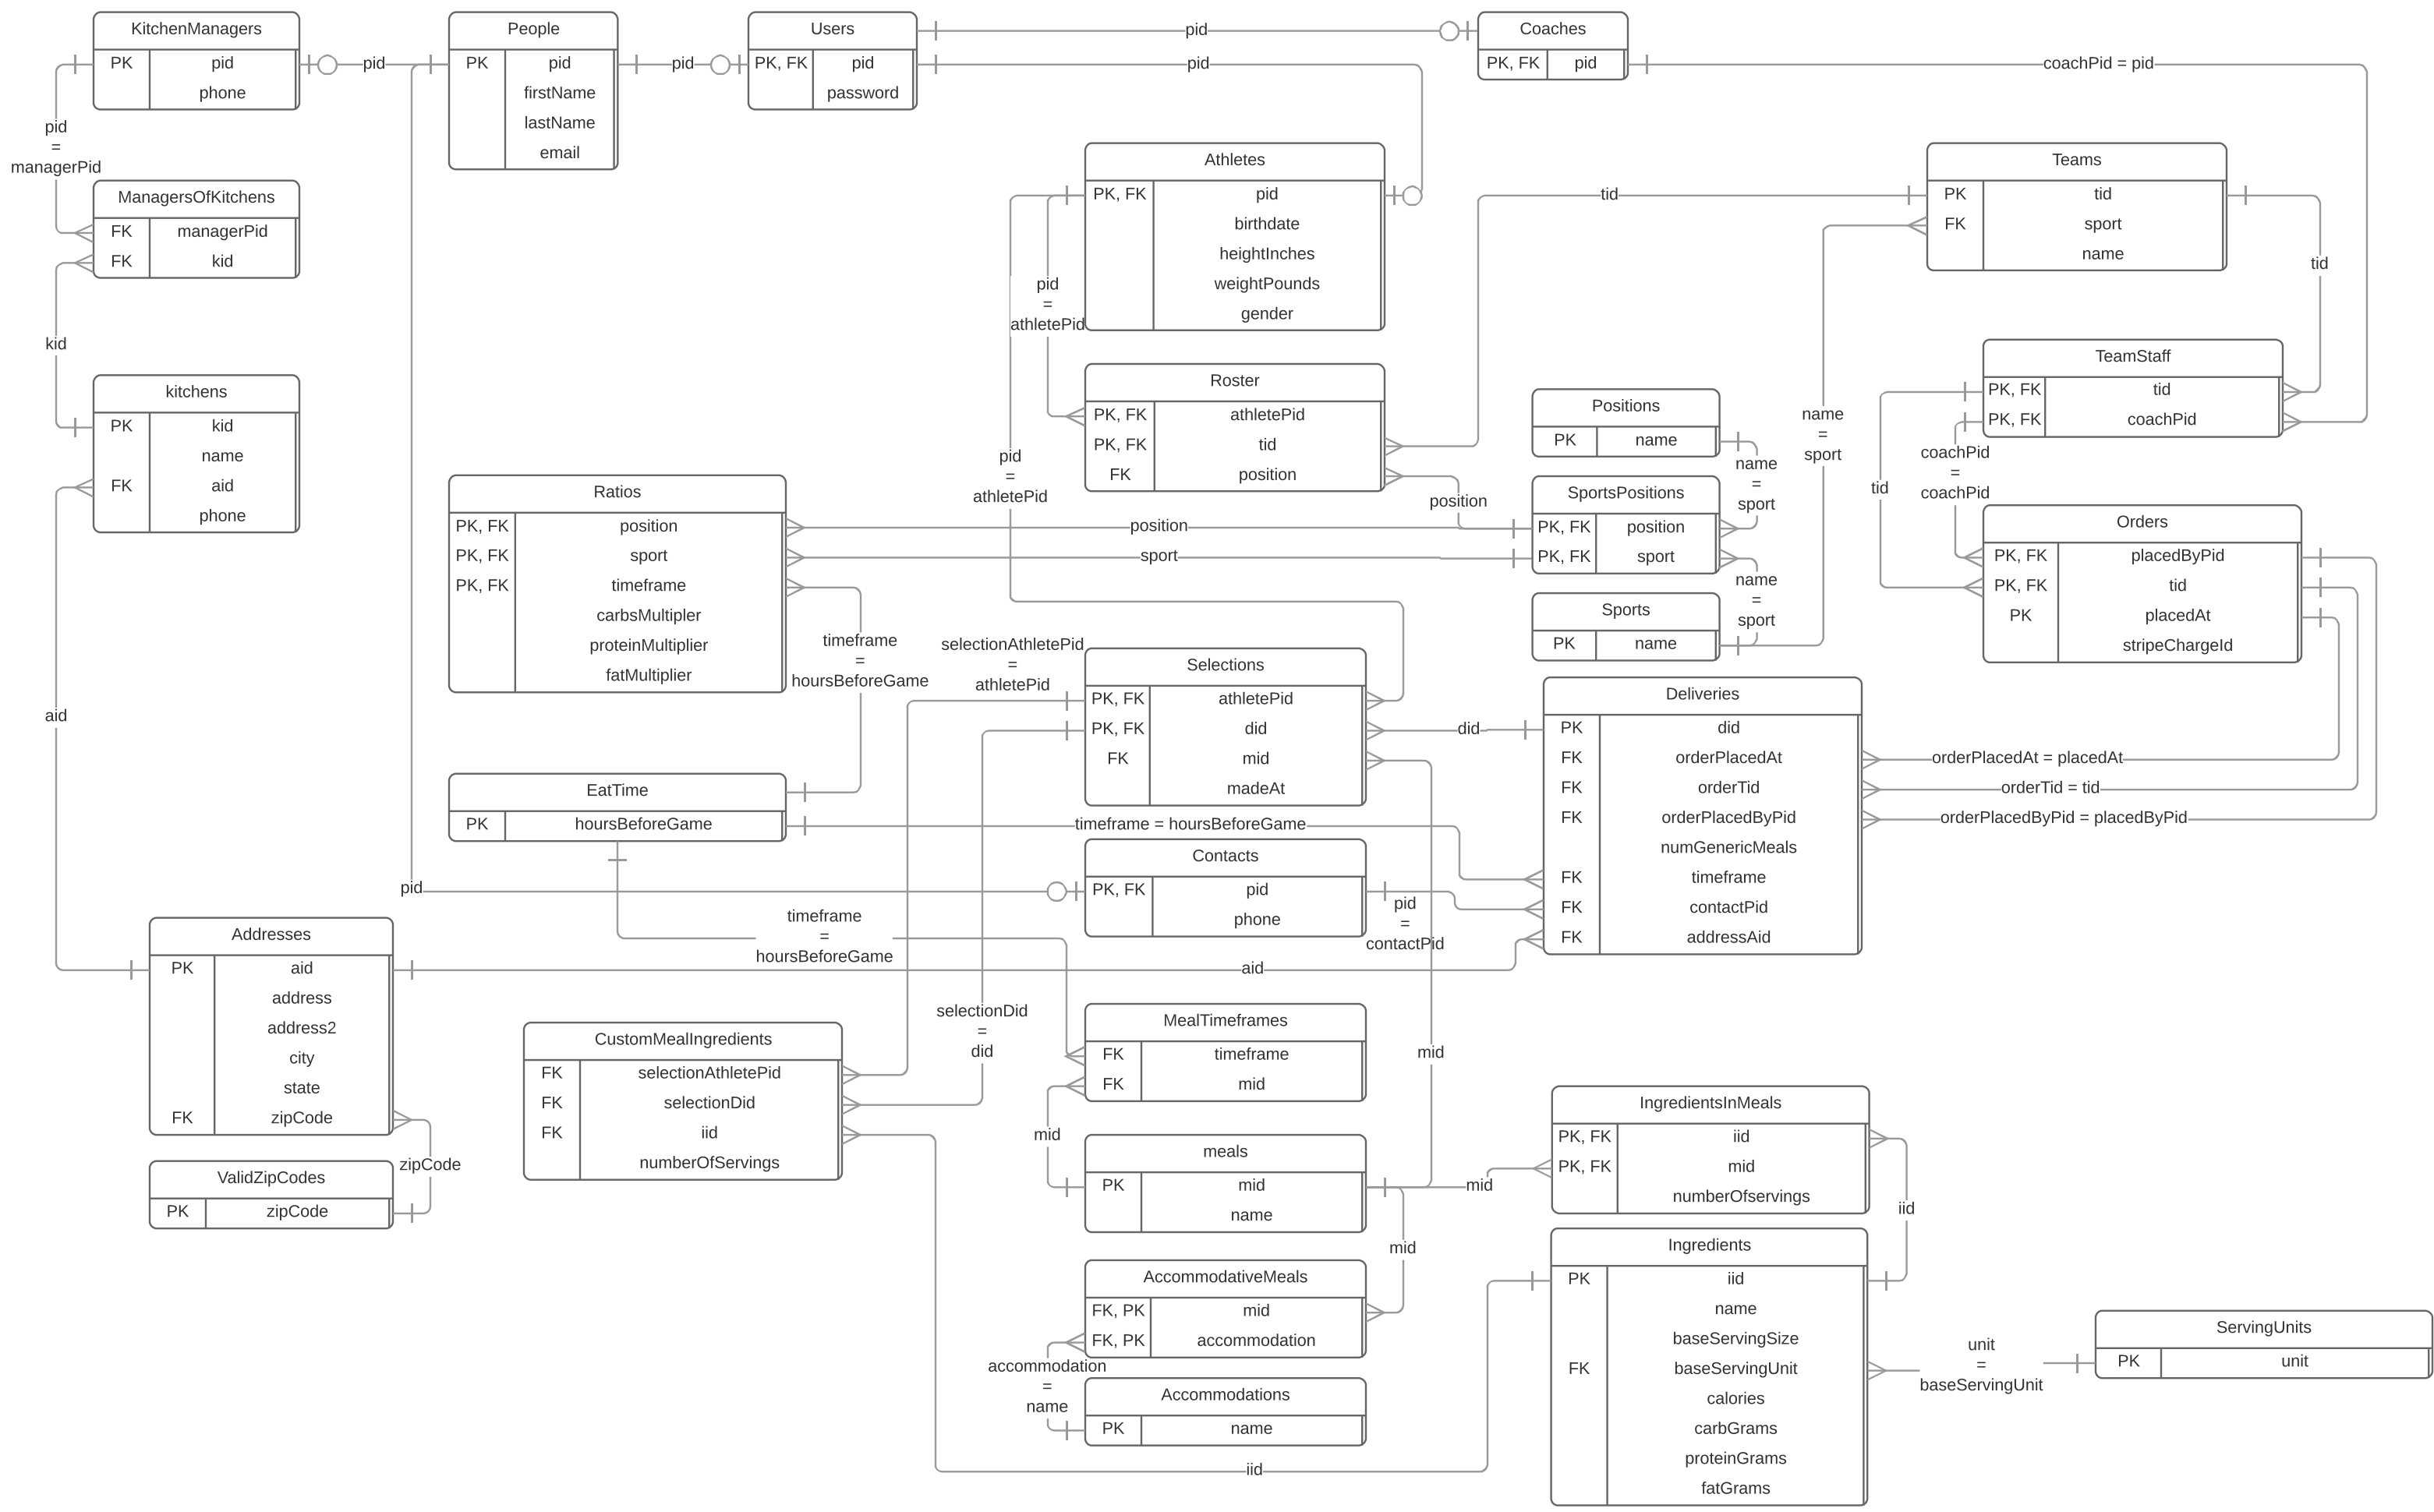 KitchenManagers
PK pid
phone
pid
People
PK pid
firstName
lastName
email
pid
Users
PK, FK pid
password
pid
pid
Coaches
PK, FK pid
coachPid = pid
pid
=
managerPid
ManagersOfKitchens
FK managerPid
FK kid
kid
kitchens
PK kid
name
FK aid
phone
aid
Athletes
PK, FK pid
birthdate
heightInches
weightPounds
gender
pid
=
athletePid
pid
=
athletePid
tid
Teams
PK tid
FK sport
name
tid
Roster
PK, FK athletePid
PK, FK tid
FK position
position
Positions
PK name
name
=
sport
name
=
sport
TeamStaff
PK, FK tid
PK, FK coachPid
tid
coachPid
=
coachPid
SportsPositions
PK, FK position
PK, FK sport
name
=
sport
Sports
PK name
Orders
PK, FK placedByPid
PK, FK tid
PK placedAt
stripeChargeId
Ratios
PK, FK position
PK, FK sport
PK, FK timeframe
carbsMultipler
proteinMultiplier
fatMultiplier
position
sport
timeframe
=
hoursBeforeGame
selectionAthletePid
=
athletePid
Selections
PK, FK athletePid
PK, FK did
FK mid
madeAt
did
Deliveries
PK did
FK orderPlacedAt
FK orderTid
FK orderPlacedByPid
numGenericMeals
FK timeframe
FK contactPid
FK addressAid
orderPlacedAt = placedAt
orderTid = tid
orderPlacedByPid = placedByPid
EatTime
PK hoursBeforeGame
timeframe = hoursBeforeGame
pid
Contacts
PK, FK pid
phone
pid
=
contactPid
timeframe
=
hoursBeforeGame
Addresses
PK aid
address
address2
city
state
FK zipCode
aid
zipCode
ValidZipCodes
PK zipCode
CustomMealIngredients
FK selectionAthletePid
FK selectionDid
FK iid
numberOfServings
selectionDid
=
did
MealTimeframes
FK timeframe
FK mid
mid
mid
meals
PK mid
name
mid
mid
IngredientsInMeals
PK, FK iid
PK, FK mid
numberOfservings
iid
AccommodativeMeals
FK, PK mid
FK, PK accommodation
accommodation
=
name
Accommodations
PK name
iid
Ingredients
PK iid
name
baseServingSize
FK baseServingUnit
calories
carbGrams
proteinGrams
fatGrams
unit
=
baseServingUnit
ServingUnits
PK unit